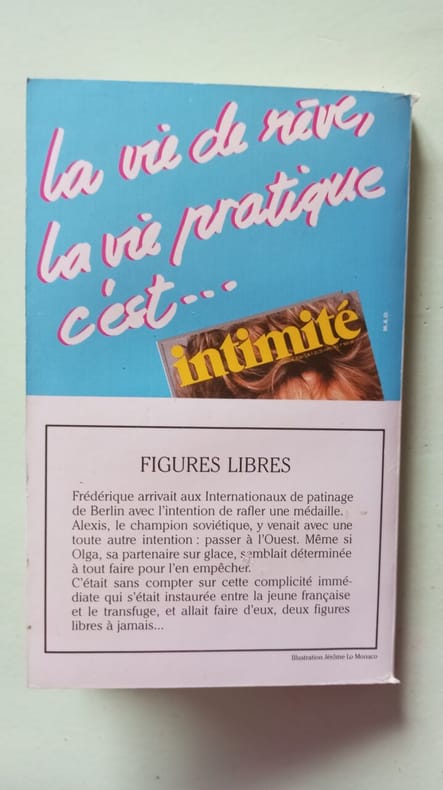 la vie de rêve,
la vie pratique
c'est...
intimité
M.A.D.
FIGURES LIBRES
Frédérique arrivait aux Internationaux de patinage
de Berlin avec l'intention de rafler une médaille.
Alexis, le champion soviétique, y venait avec une
toute autre intention : passer à l'Ouest. Même si
Olga, sa partenaire sur glace, semblait déterminée
à tout faire pour l'en empêcher.
C'était sans compter sur cette complicité immé-
diate qui s'était instaurée entre la jeune française
et le transfuge, et allait faire d'eux, deux figures
libres à jamais...
Illustration Jérôme Lo Monaco